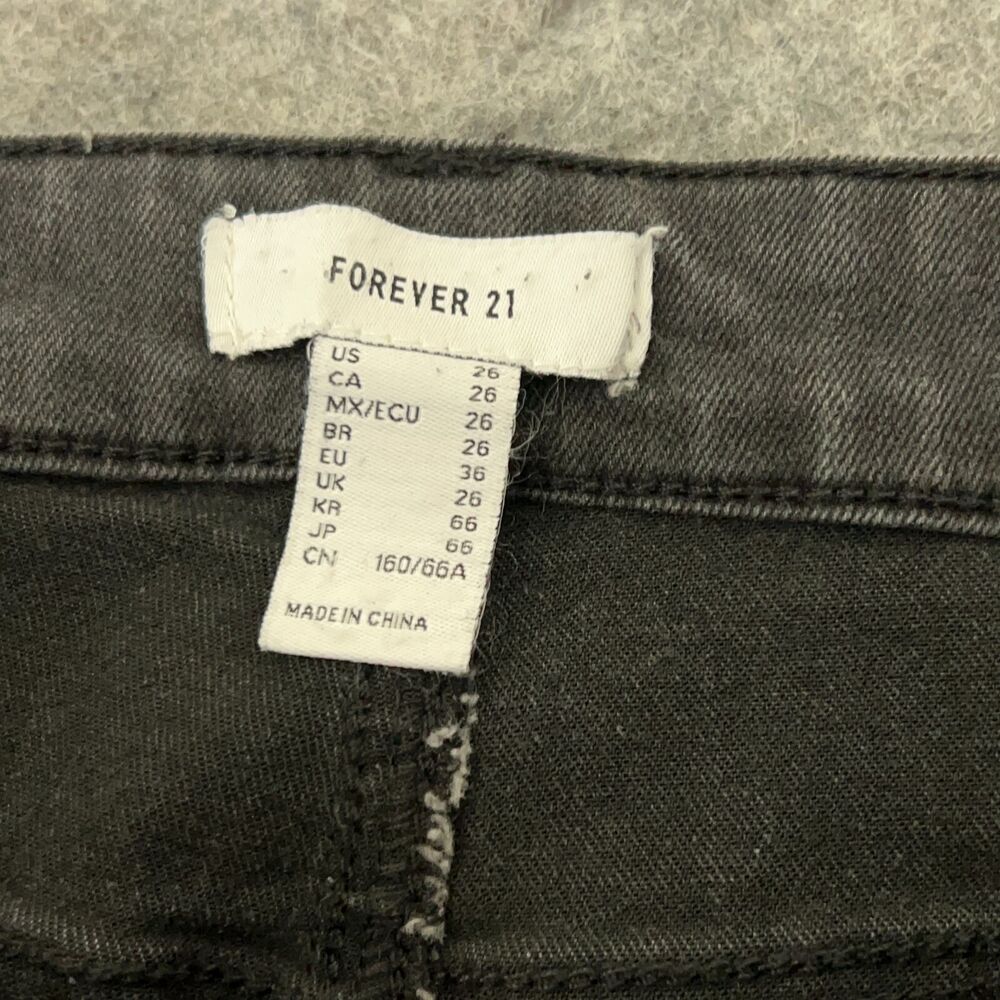 FOREVER 21
US 26
CA 26
MX/ECU 26
BR 26
EU 36
UK 26
KR 66
JP 66
CN 160/66A
MADE IN CHINA